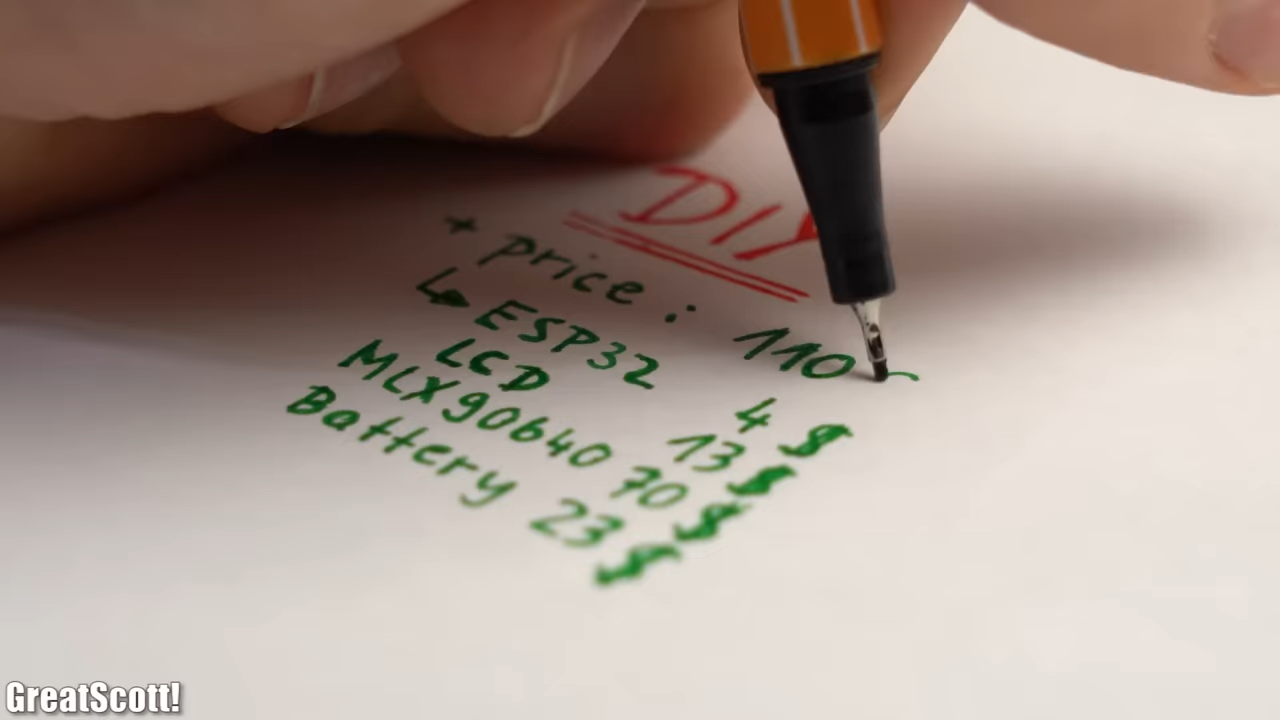 DIY
+ price: 110
↳ ESP32 4 $
LCD 13 $
MLX90640 70 $
Battery 23 $
GreatScott!